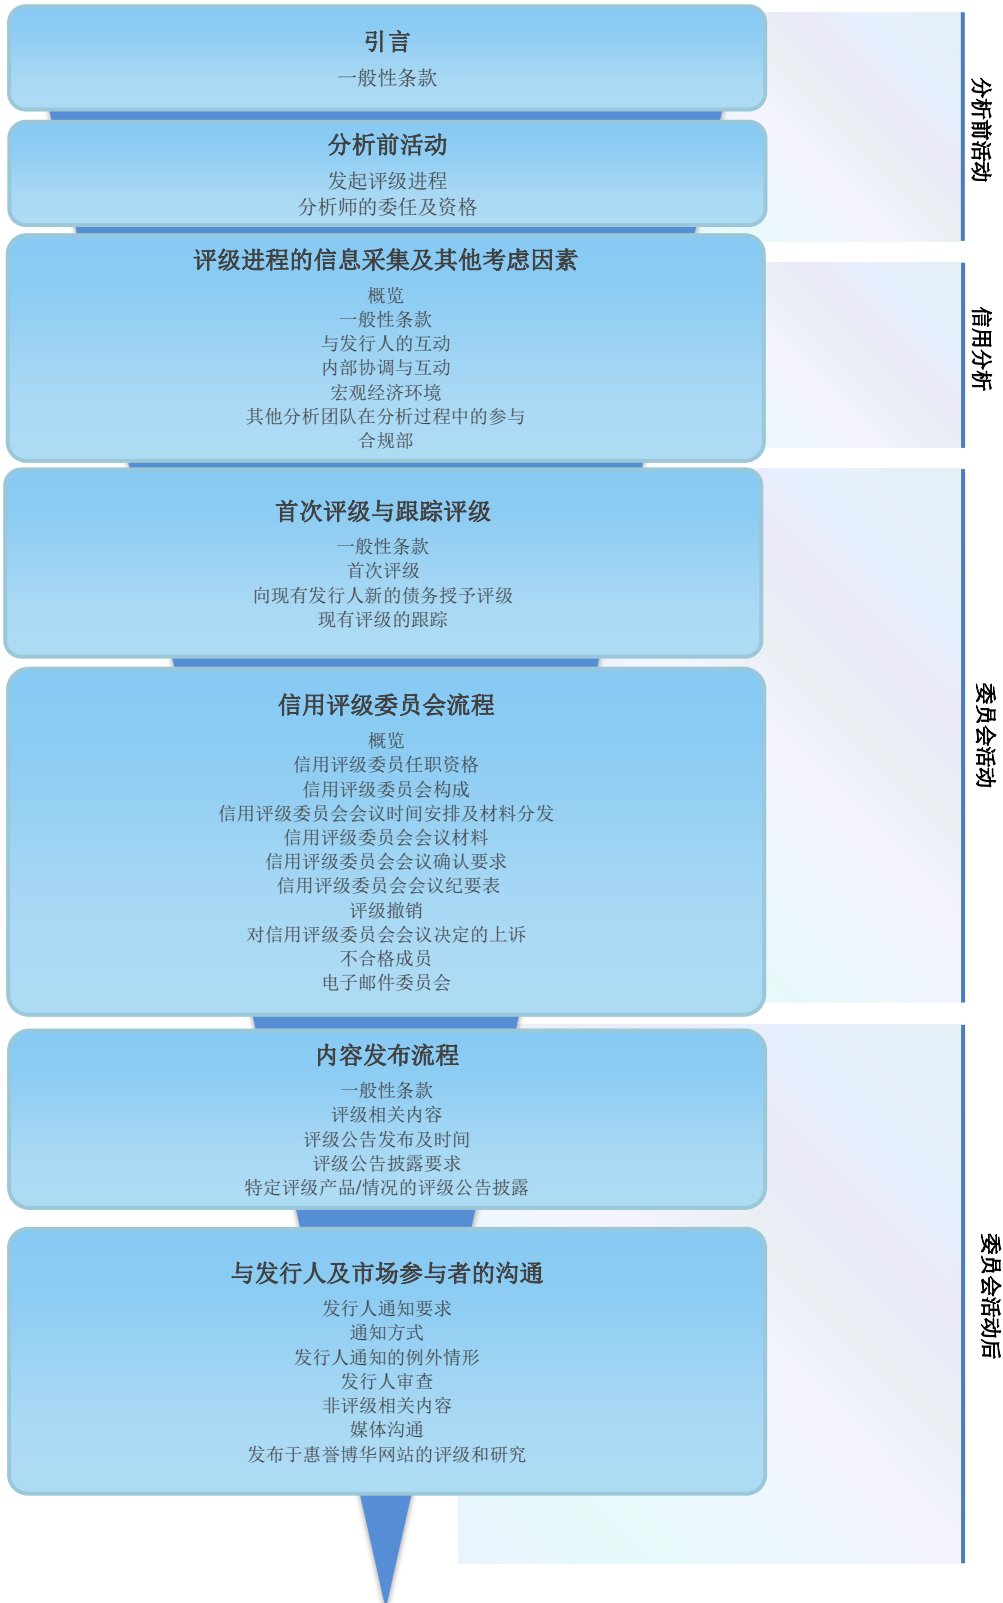 引言
一般性条款
分析前活动
发起评级进程
分析师的委任及资格
分析前活动
评级进程的信息采集及其他考虑因素
概览
一般性条款
与发行人的互动
内部协调与互动
宏观经济环境
其他分析团队在分析过程中的参与
合规部
信用分析
首次评级与跟踪评级
一般性条款
首次评级
向现有发行人新的债务授予评级
现有评级的跟踪
信用评级委员会流程
概览
信用评级委员任职资格
信用评级委员会构成
信用评级委员会会议时间安排及材料分发
信用评级委员会会议材料
信用评级委员会会议确认要求
信用评级委员会会议纪要表
评级撤销
对信用评级委员会会议决定的上诉
不合格成员
电子邮件委员会
委员会活动
内容发布流程
一般性条款
评级相关内容
评级公告发布及时间
评级公告披露要求
特定评级产品/情况的评级公告披露
与发行人及市场参与者的沟通
发行人通知要求
通知方式
发行人通知的例外情形
发行人审查
非评级相关内容
媒体沟通
发布于惠誉博华网站的评级和研究
委员会活动后